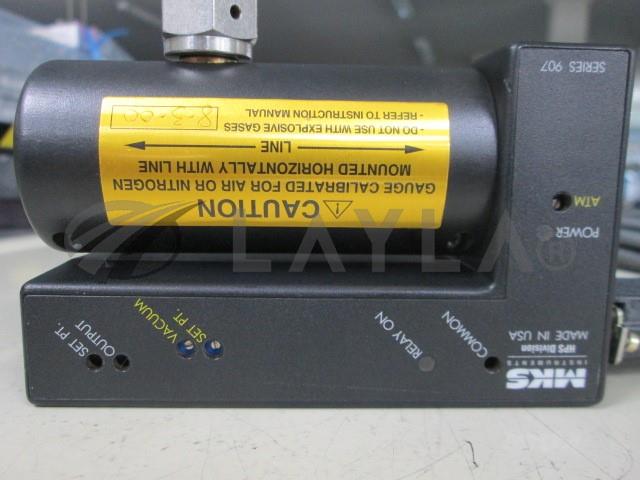 MKS
INSTRUMENTS
HPS Division
MADE IN USA
COMMON
RELAY ON
SET PT.
VACUUM
OUTPUT
SET PT.
POWER
ATM
SERIES 907
CAUTION
GAUGE CALIBRATED FOR AIR OR NITROGEN
MOUNTED HORIZONTALLY WITH LINE
LINE
- DO NOT USE WITH EXPLOSIVE GASES
- REFER TO INSTRUCTION MANUAL
8-3-00
LAYLA®